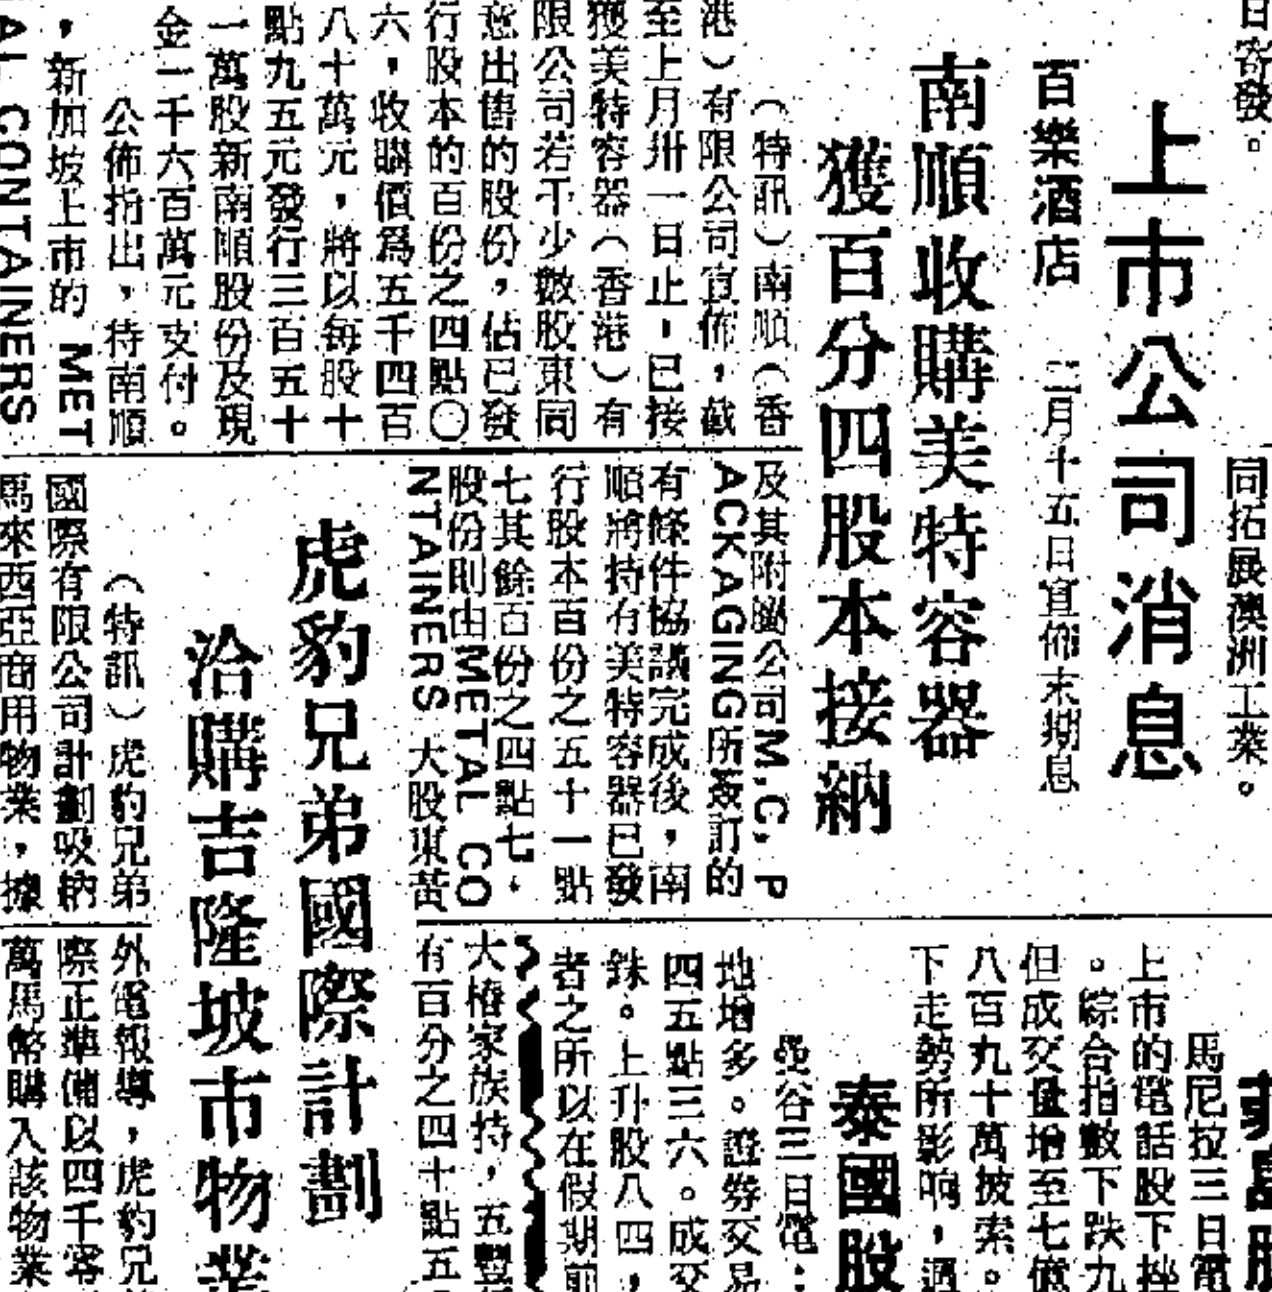 日寄發。
同拓展澳洲工業。
上市公司消息
百樂酒店 二月十五日宣佈末期息
南順收購美特容器
獲百分四股本接納
（特訊）南順（香
港）有限公司宣佈，截
至上月卅一日止，已接
獲美特容器（香港）有
限公司若干少數股東同
意出售的股份，佔已發
行股本的百份之四點〇
六，收購價爲五千四百
八十萬元，將以每股十
點九五元發行三百五十
一萬股新南順股份及現
金一千六百萬元支付。
公佈指出，待南順
，新加坡上市的 MET
AL CONTAINERS
及其附屬公司M.C. P
ACKAGING所簽訂的
有條件協議完成後，南
順將持有美特容器已發
行股本百份之五十一點
七其餘百份之四點七，
股份則由METAL CO
NTAINERS 大股東黃
大椿家族持，五豐
有百分之四十點五
虎豹兄弟國際計劃
洽購吉隆坡市物業
（特訊）虎豹兄弟
國際有限公司計劃吸納
馬來西亞商用物業，據
外電報導，虎豹兄
際正準備以四千零
萬馬幣購入該物業
馬尼拉三日電
上市的電話股下挫
。綜合指數下跌九
但成交量增至七億
八百九十萬披索。
下走勢所影响，過
泰國股
曼谷三日電：
地增多。證券交易
四五點三六。成交
銖。上升股八四，
者之所以在假期前